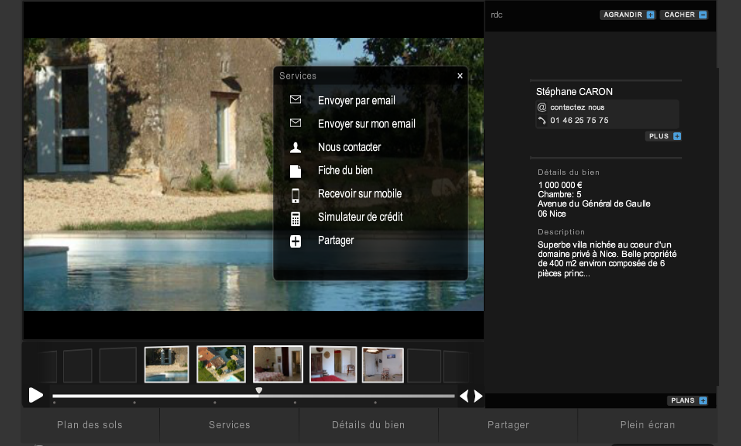 rdc
AGRANDIR
CACHER
Services x
Envoyer par email
Envoyer sur mon email
Nous contacter
Fiche du bien
Recevoir sur mobile
Simulateur de crédit
Partager
Stéphane CARON
@ contactez nous
01 46 25 75 75
PLUS
Détails du bien
1 000 000 €
Chambre: 5
Avenue du Général de Gaulle
06 Nice
Description
Superbe villa nichée au coeur d'un
domaine privé à Nice. Belle propriété
de 400 m2 environ composée de 6
pièces princ...
PLANS
Plan des sols
Services
Détails du bien
Partager
Plein écran